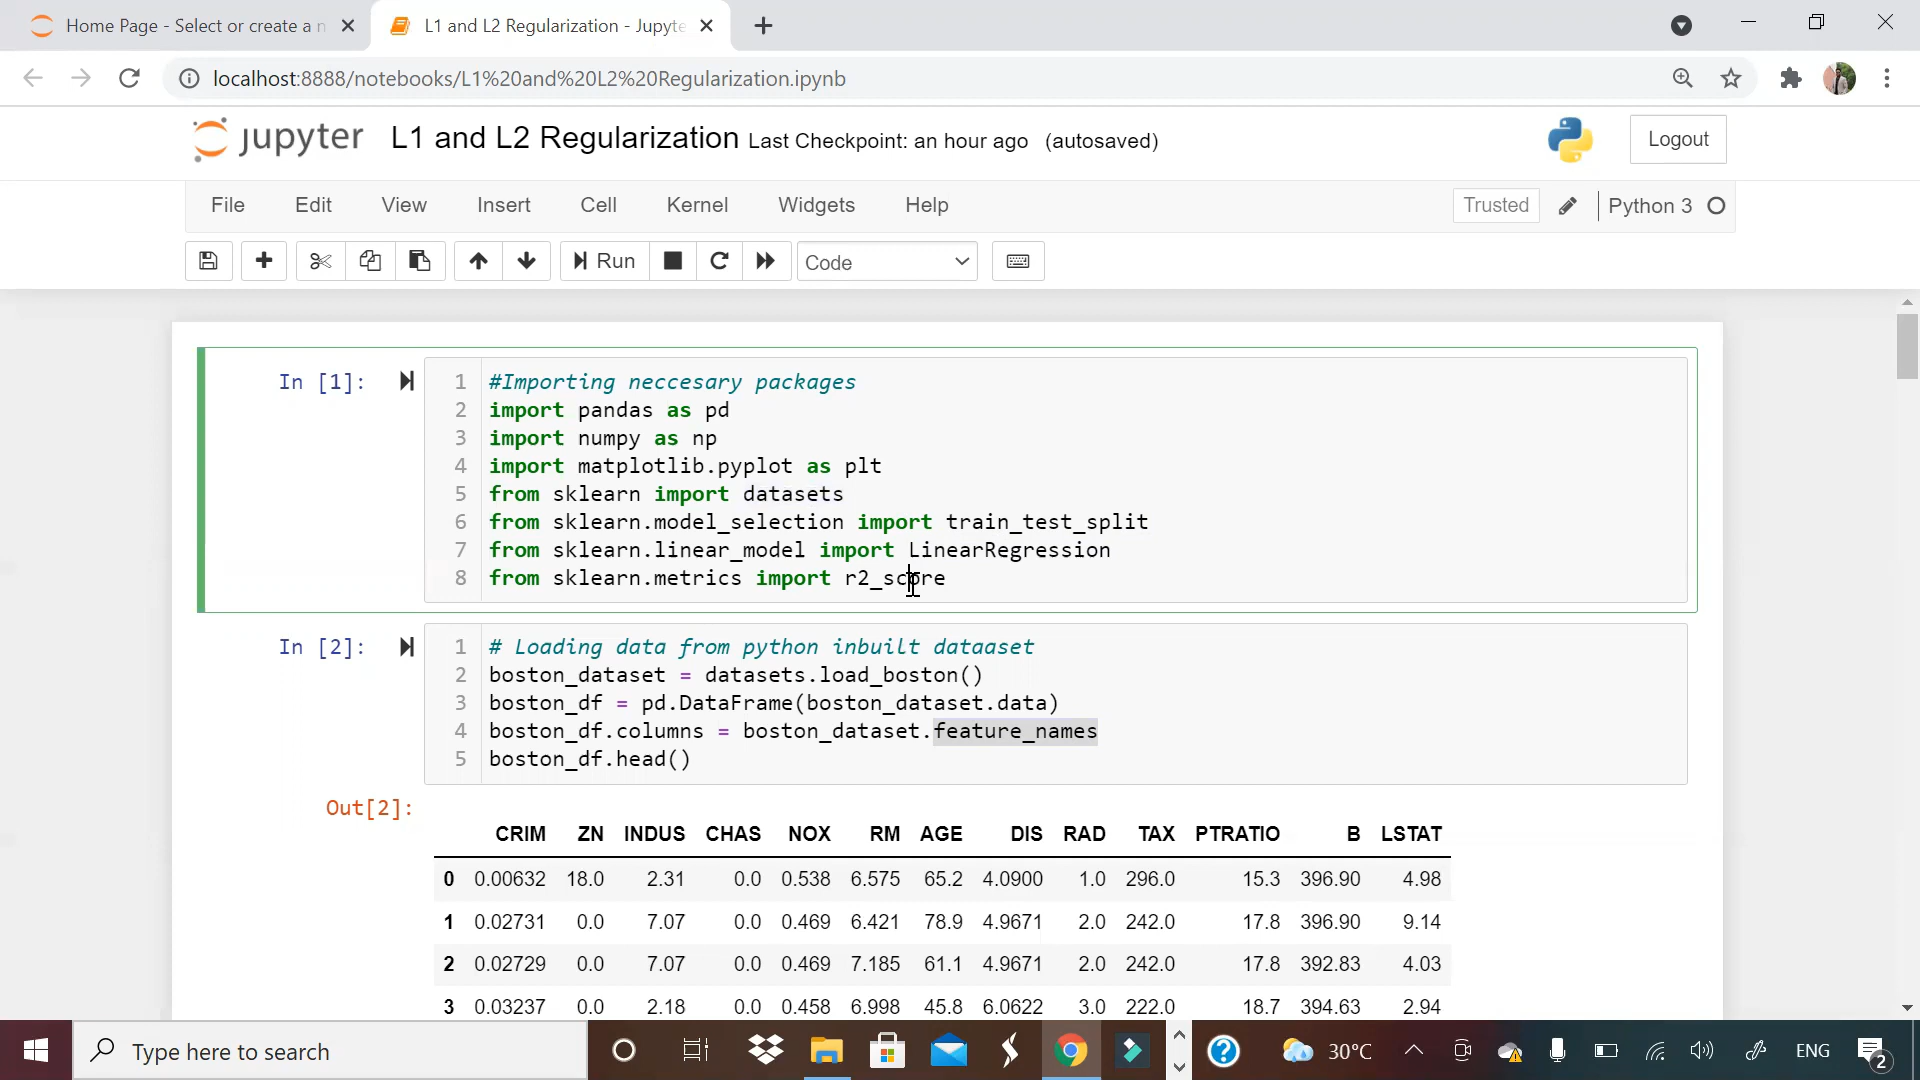 Home Page - Select or create a n
L1 and L2 Regularization - Jupyte
localhost:8888/notebooks/L1%20and%20L2%20Regularization.ipynb
jupyter L1 and L2 Regularization Last Checkpoint: an hour ago (autosaved)
Logout
File Edit View Insert Cell Kernel Widgets Help Trusted Python 3
Run Code
In [1]:
1 #Importing neccesary packages
2 import pandas as pd
3 import numpy as np
4 import matplotlib.pyplot as plt
5 from sklearn import datasets
6 from sklearn.model_selection import train_test_split
7 from sklearn.linear_model import LinearRegression
8 from sklearn.metrics import r2_score
In [2]:
1 # Loading data from python inbuilt dataaset
2 boston_dataset = datasets.load_boston()
3 boston_df = pd.DataFrame(boston_dataset.data)
4 boston_df.columns = boston_dataset.feature_names
5 boston_df.head()
Out[2]:
CRIM ZN INDUS CHAS NOX RM AGE DIS RAD TAX PTRATIO B LSTAT
0 0.00632 18.0 2.31 0.0 0.538 6.575 65.2 4.0900 1.0 296.0 15.3 396.90 4.98
1 0.02731 0.0 7.07 0.0 0.469 6.421 78.9 4.9671 2.0 242.0 17.8 396.90 9.14
2 0.02729 0.0 7.07 0.0 0.469 7.185 61.1 4.9671 2.0 242.0 17.8 392.83 4.03
3 0.03237 0.0 2.18 0.0 0.458 6.998 45.8 6.0622 3.0 222.0 18.7 394.63 2.94
Type here to search
30°C
ENG
2